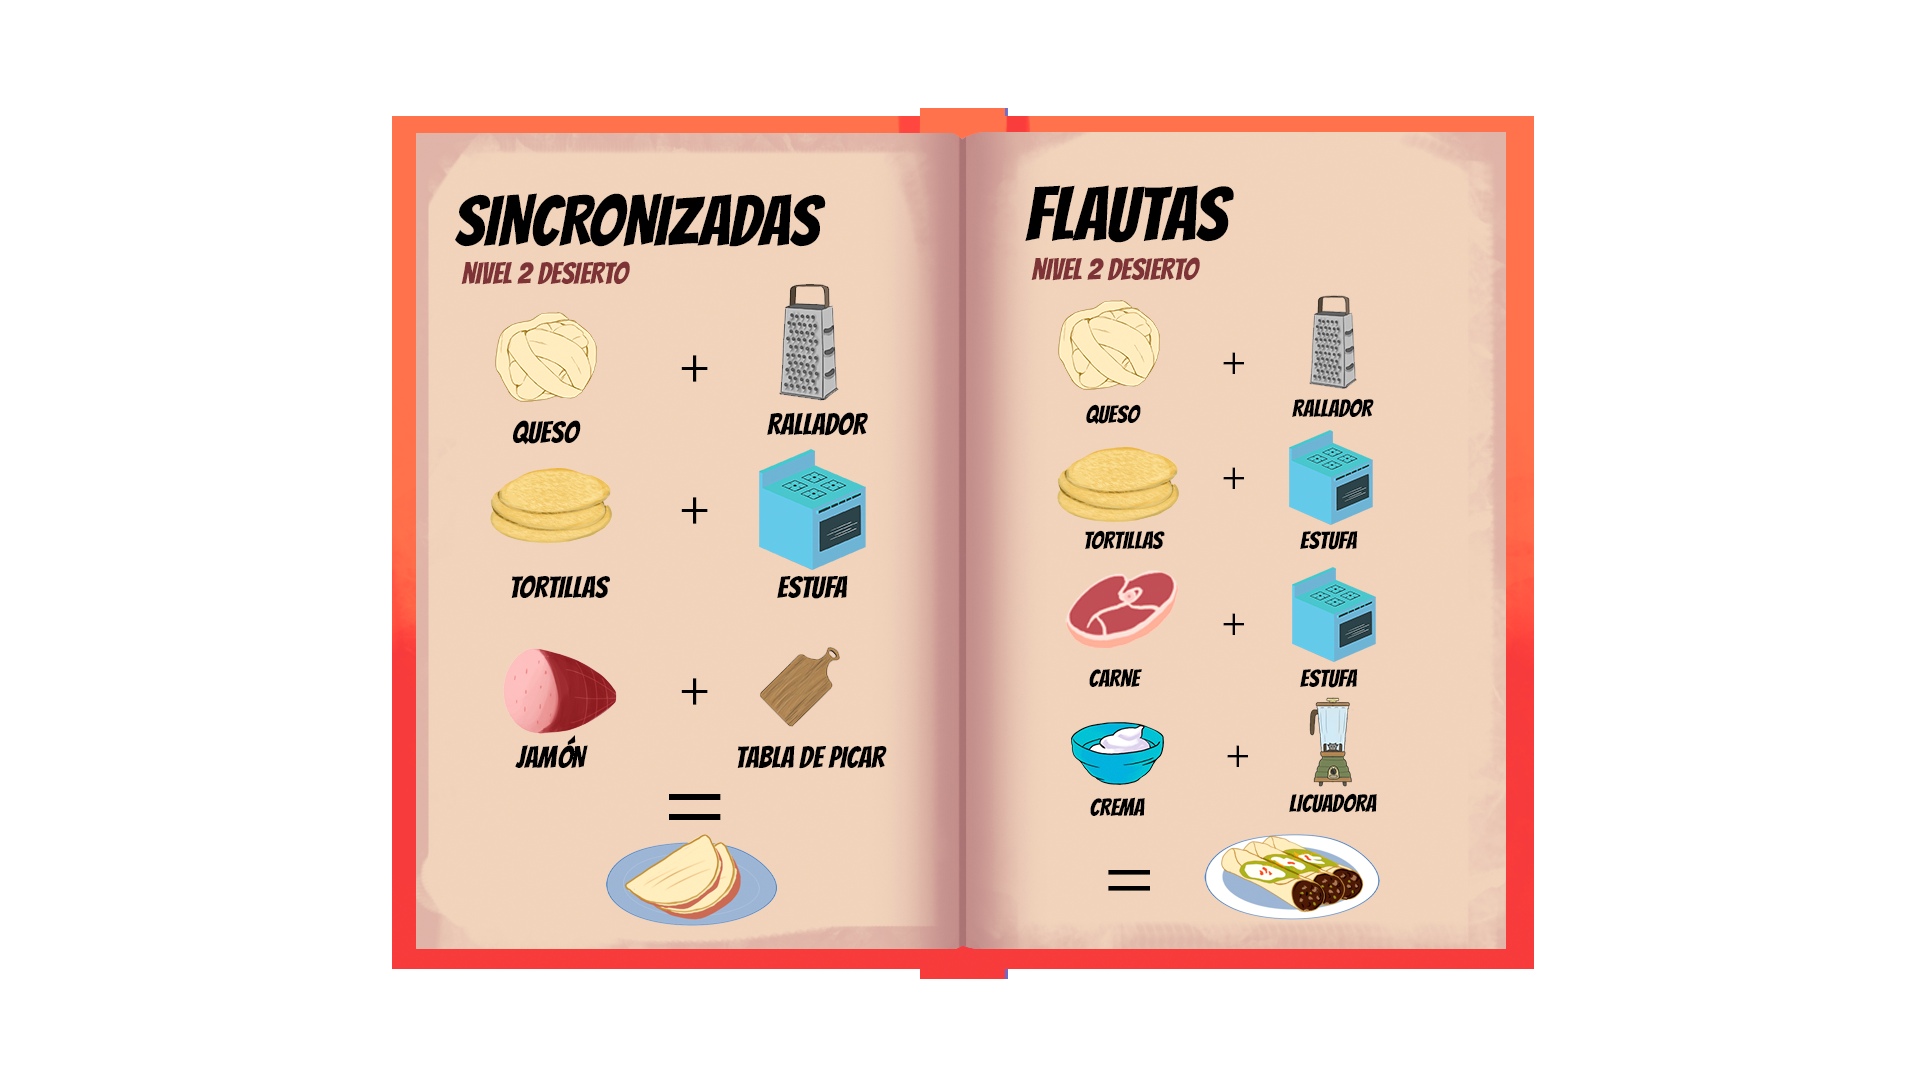 SINCRONIZADAS
NIVEL 2 DESIERTO
+
QUESO
RALLADOR
+
TORTILLAS
ESTUFA
+
JAMÓN
TABLA DE PICAR
=
FLAUTAS
NIVEL 2 DESIERTO
+
QUESO
RALLADOR
+
TORTILLAS
ESTUFA
+
CARNE
ESTUFA
+
CREMA
LICUADORA
=